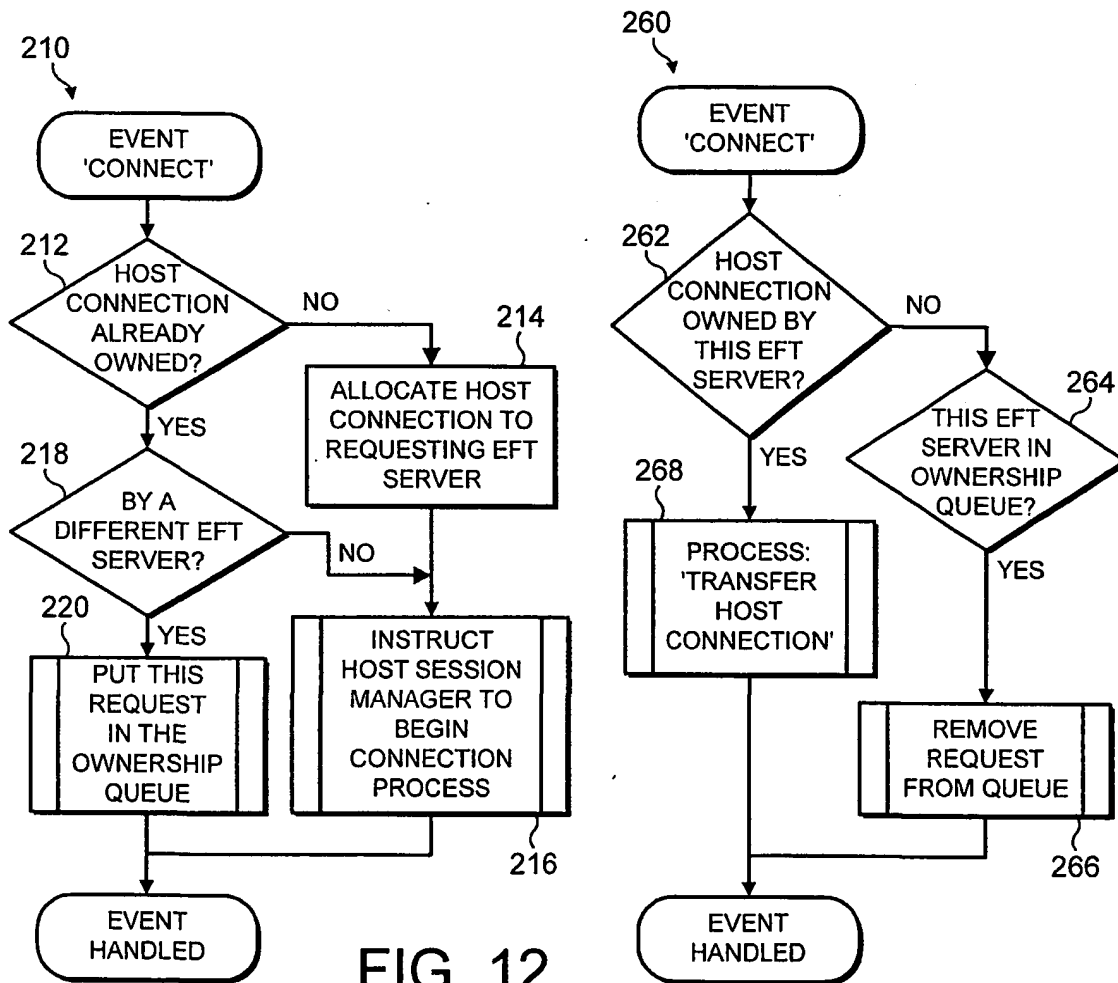 210
EVENT
'CONNECT'
212
HOST
CONNECTION
ALREADY
OWNED?
NO
214
ALLOCATE HOST
CONNECTION TO
REQUESTING EFT
SERVER
YES
218
BY A
DIFFERENT EFT
SERVER?
NO
YES
220
PUT THIS
REQUEST
IN THE
OWNERSHIP
QUEUE
INSTRUCT
HOST SESSION
MANAGER TO
BEGIN
CONNECTION
PROCESS
216
EVENT
HANDLED
260
EVENT
'CONNECT'
262
HOST
CONNECTION
OWNED BY
THIS EFT
SERVER?
NO
264
THIS EFT
SERVER IN
OWNERSHIP
QUEUE?
YES
268
PROCESS:
'TRANSFER
HOST
CONNECTION'
YES
REMOVE
REQUEST
FROM QUEUE
266
EVENT
HANDLED
FIG. 12